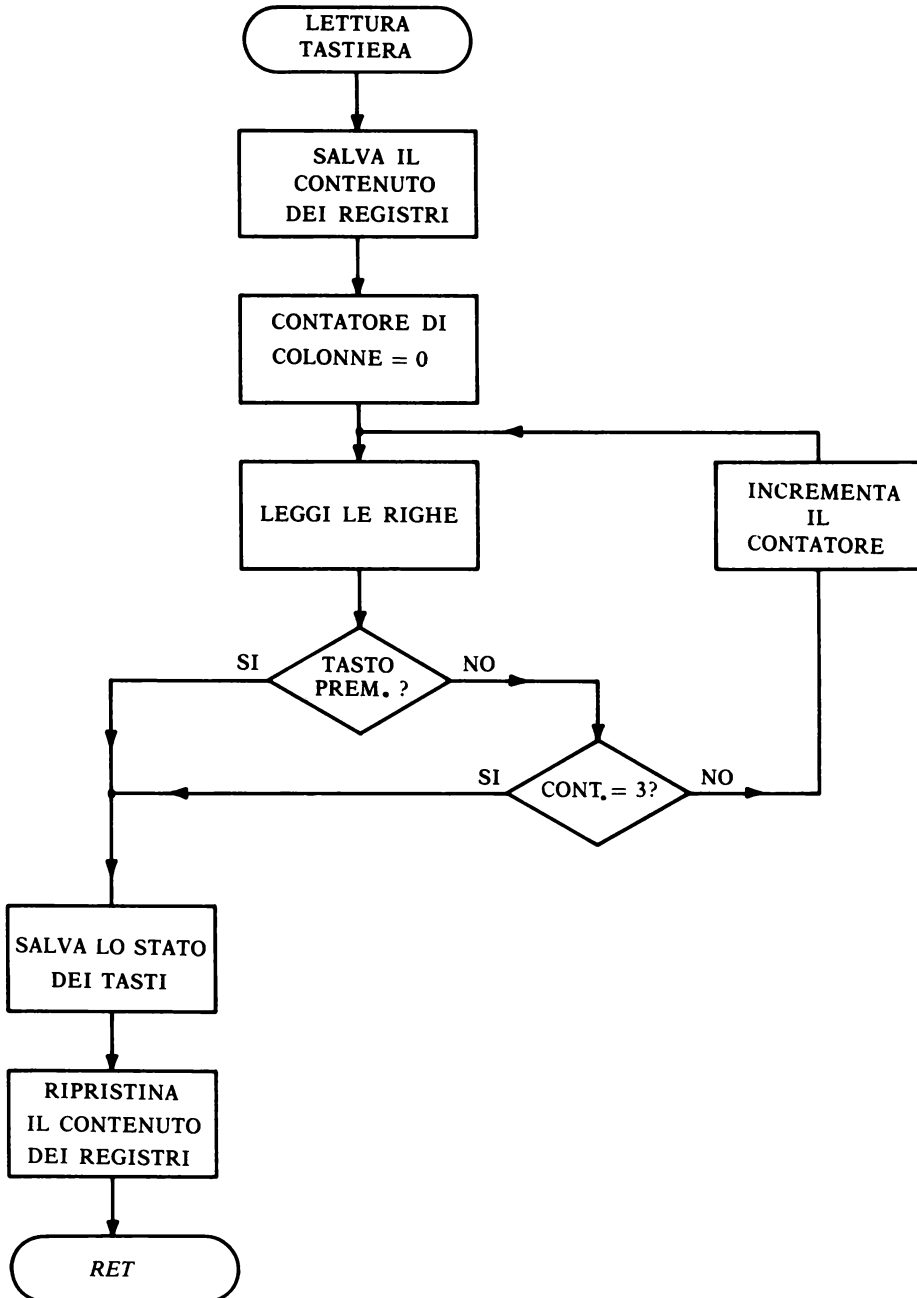 LETTURA
TASTIERA
SALVA IL
CONTENUTO
DEI REGISTRI
CONTATORE DI
COLONNE = 0
LEGGI LE RIGHE
INCREMENTA
IL
CONTATORE
SI
TASTO
PREM. ?
NO
SI
CONT. = 3?
NO
SALVA LO STATO
DEI TASTI
RIPRISTINA
IL CONTENUTO
DEI REGISTRI
RET